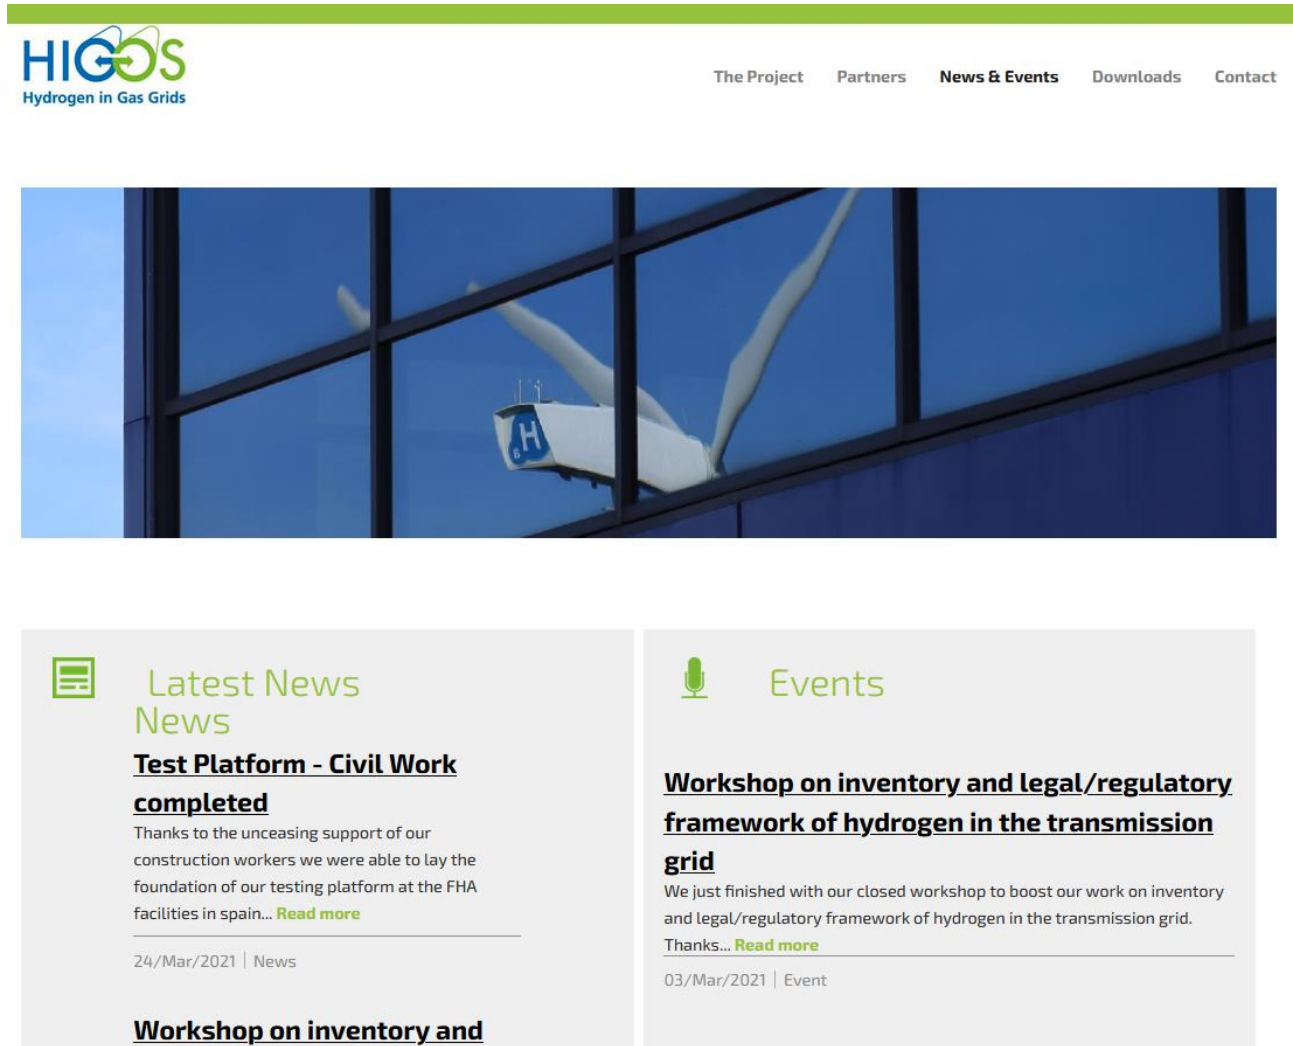 HIGGS
Hydrogen in Gas Grids
The Project Partners News & Events Downloads Contact
H
Latest News
News
Test Platform - Civil Work
completed
Thanks to the unceasing support of our
construction workers we were able to lay the
foundation of our testing platform at the FHA
facilities in spain... Read more
24/Mar/2021 | News
Workshop on inventory and
Events
Workshop on inventory and legal/regulatory
framework of hydrogen in the transmission
grid
We just finished with our closed workshop to boost our work on inventory
and legal/regulatory framework of hydrogen in the transmission grid.
Thanks... Read more
03/Mar/2021 | Event